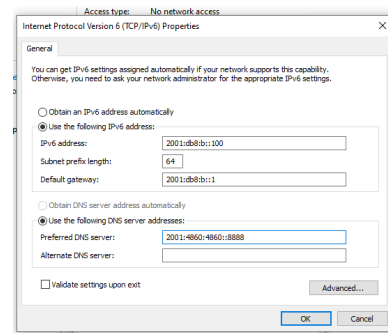 Access type: No network access
Internet Protocol Version 6 (TCP/IPv6) Properties
General
You can get IPv6 settings assigned automatically if your network supports this capability.
Otherwise, you need to ask your network administrator for the appropriate IPv6 settings.
Obtain an IPv6 address automatically
Use the following IPv6 address:
IPv6 address: 2001:db8:b::100
Subnet prefix length: 64
Default gateway: 2001:db8:b::1
Obtain DNS server address automatically
Use the following DNS server addresses:
Preferred DNS server: 2001:4860:4860::8888
Alternate DNS server:
Validate settings upon exit
Advanced...
OK Cancel